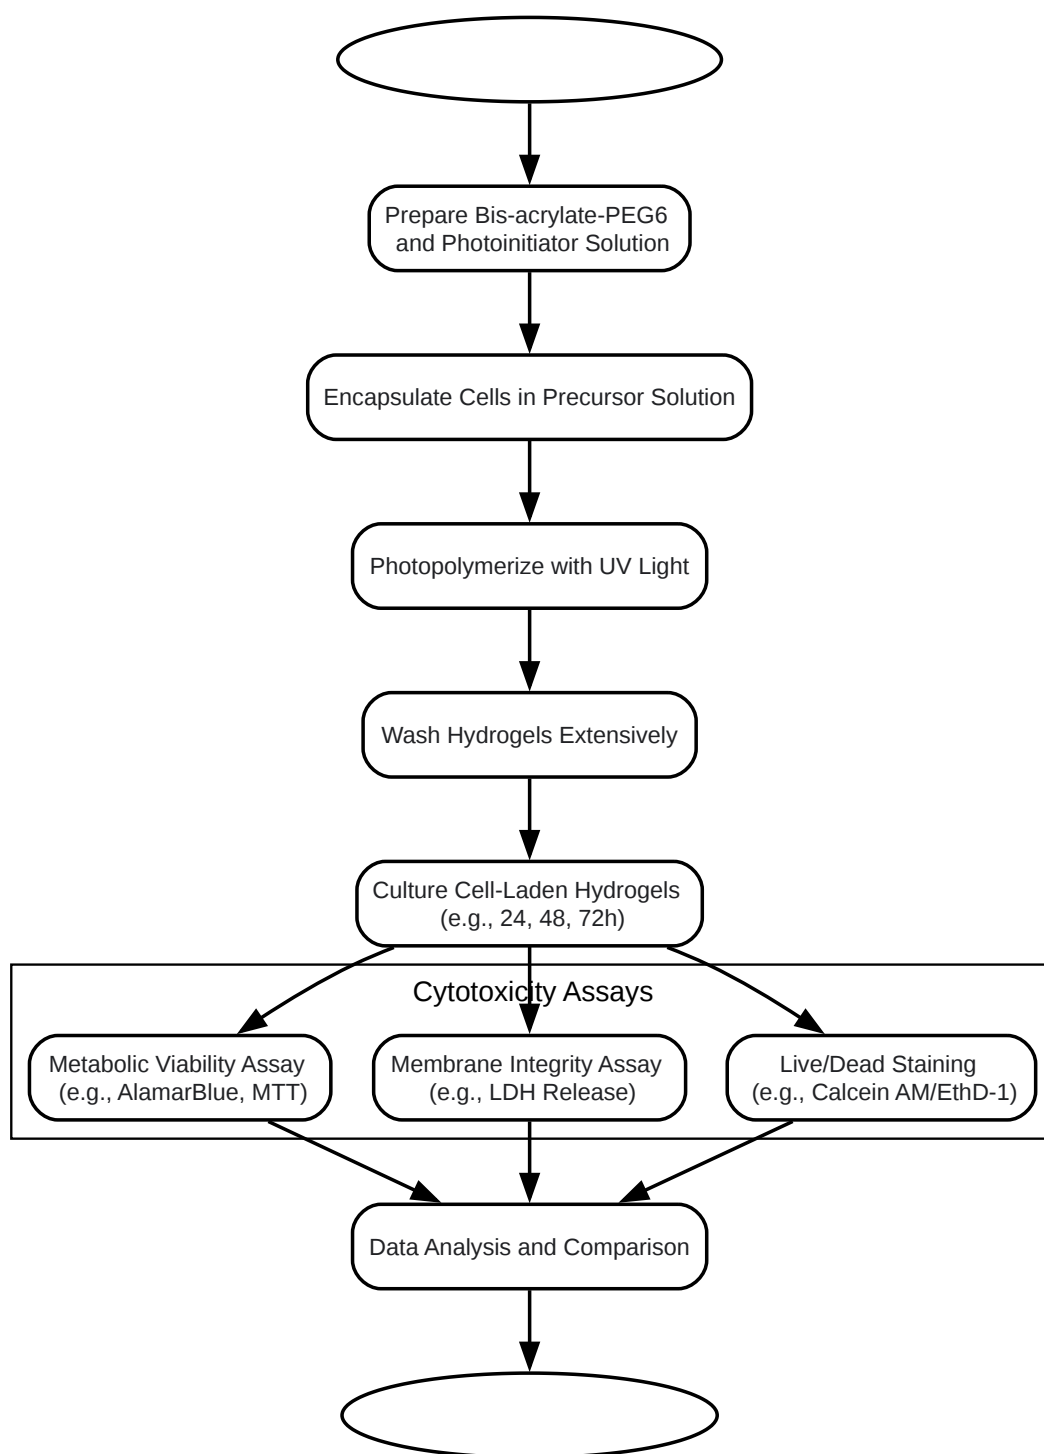 Prepare Bis-acrylate-PEG6
and Photoinitiator Solution
Encapsulate Cells in Precursor Solution
Photopolymerize with UV Light
Wash Hydrogels Extensively
Culture Cell-Laden Hydrogels
(e.g., 24, 48, 72h)
Cytotoxicity Assays
Metabolic Viability Assay
(e.g., AlamarBlue, MTT)
Membrane Integrity Assay
(e.g., LDH Release)
Live/Dead Staining
(e.g., Calcein AM/EthD-1)
Data Analysis and Comparison